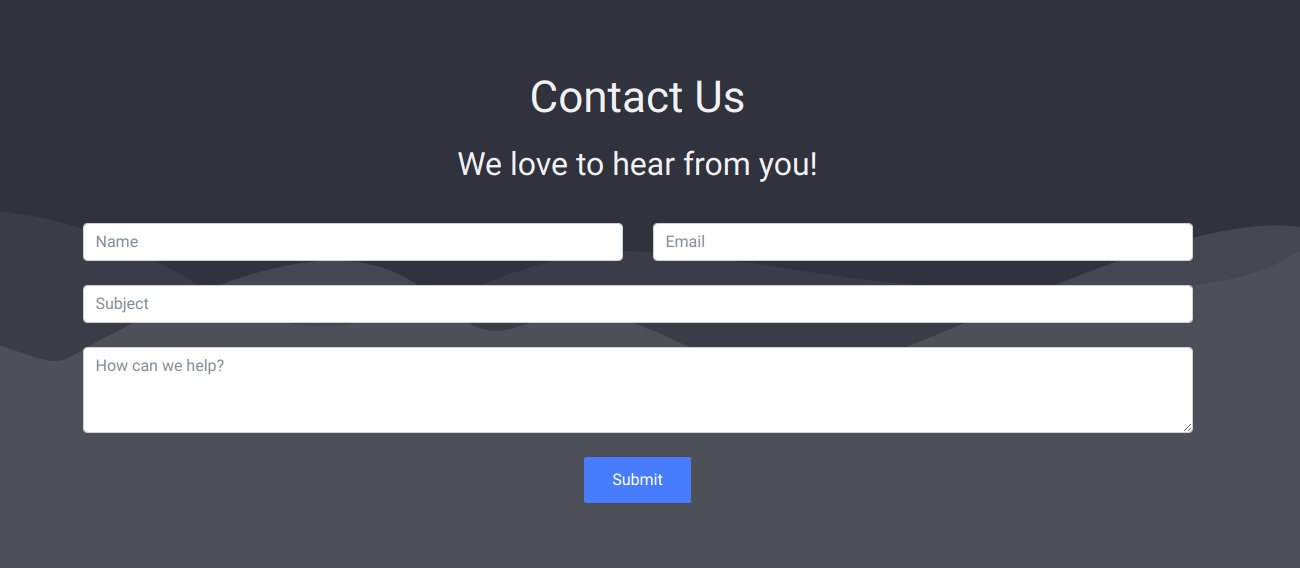 Contact Us
We love to hear from you!
Name
Email
Subject
How can we help?
Submit